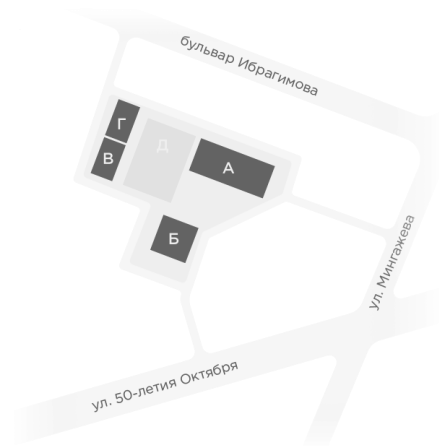 бульвар Ибрагимова
Г
Д
В
А
Б
ул. Мингажева
ул. 50-летия Октября